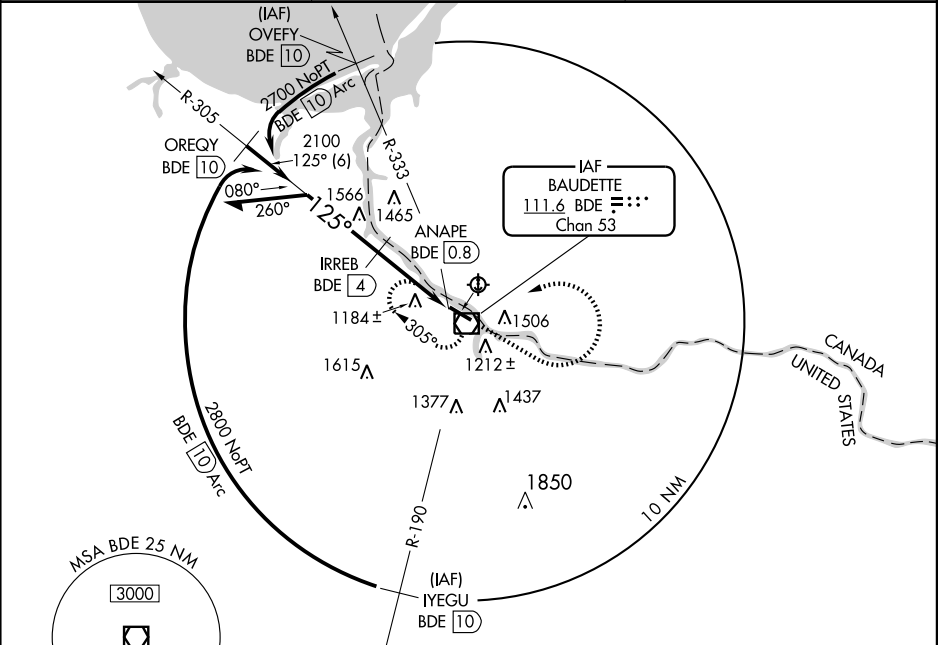 (IAF)
OVEFY
BDE 10
2700 NoPT
BDE 10 Arc
R-305
R-333
OREQY
BDE 10
2100
125° (6)
080°
260°
1566
1465
125°
IAF
BAUDETTE
111.6 BDE
Chan 53
ANAPE
BDE 0.8
IRREB
BDE 4
1184 ±
305°
1506
1212 ±
1615
1377
1437
CANADA
UNITED STATES
2800 NoPT
BDE 10 Arc
1850
10 NM
R-190
(IAF)
IYEGU
BDE 10
MSA BDE 25 NM
3000